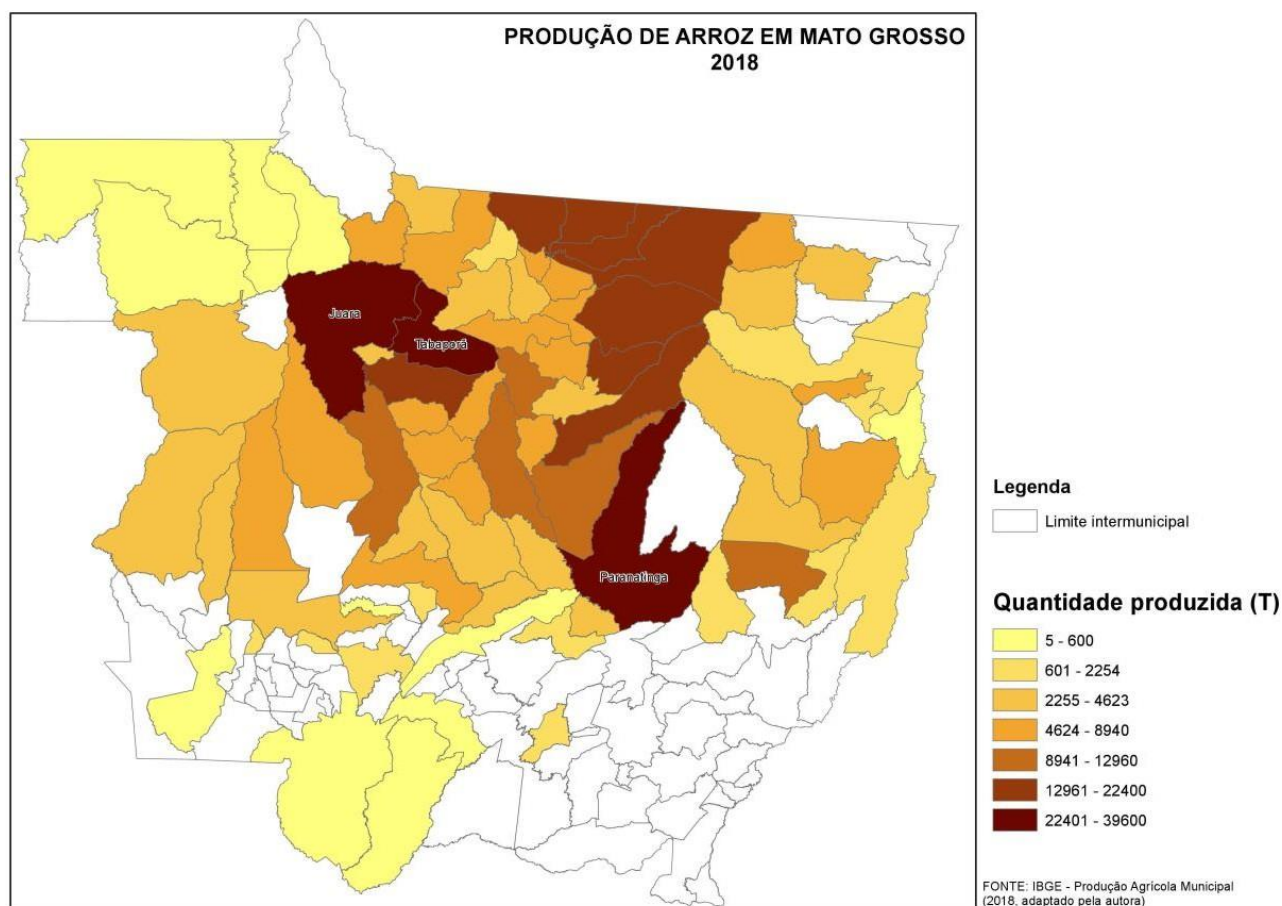 PRODUÇÃO DE ARROZ EM MATO GROSSO
2018
Juara
Tabaporã
Paranatinga
Legenda
Limite intermunicipal
Quantidade produzida (T)
5 - 600
601 - 2254
2255 - 4623
4624 - 8940
8941 - 12960
12961 - 22400
22401 - 39600
FONTE: IBGE - Produção Agrícola Municipal
(2018, adaptado pela autora)